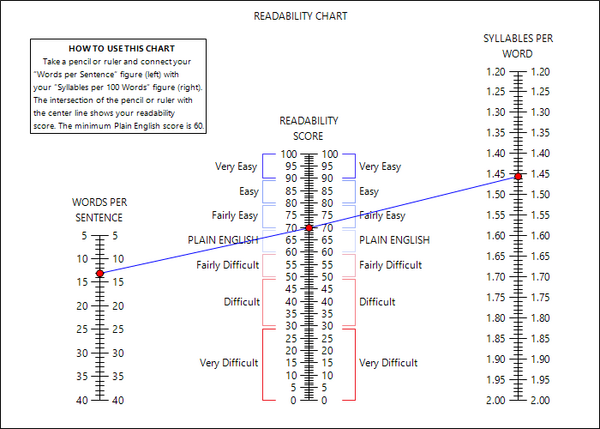 READABILITY CHART
HOW TO USE THIS CHART
Take a pencil or ruler and connect your
"Words per Sentence" figure (left) with
your "Syllables per 100 Words" figure (right).
The intersection of the pencil or ruler with
the center line shows your readability
score. The minimum Plain English score is 60.
WORDS PER
SENTENCE
5 5
10 10
15 15
20 20
25 25
30 30
35 35
40 40
READABILITY
SCORE
100 100
95 95
90 90
85 85
80 80
75 75
70 70
65 65
60 60
55 55
50 50
45 45
40 40
35 35
30 30
25 25
20 20
15 15
10 10
5 5
0 0
Very Easy Very Easy
Easy Easy
Fairly Easy Fairly Easy
PLAIN ENGLISH PLAIN ENGLISH
Fairly Difficult Fairly Difficult
Difficult Difficult
Very Difficult Very Difficult
SYLLABLES PER
WORD
1.20 1.20
1.25 1.25
1.30 1.30
1.35 1.35
1.40 1.40
1.45 1.45
1.50 1.50
1.55 1.55
1.60 1.60
1.65 1.65
1.70 1.70
1.75 1.75
1.80 1.80
1.85 1.85
1.90 1.90
1.95 1.95
2.00 2.00